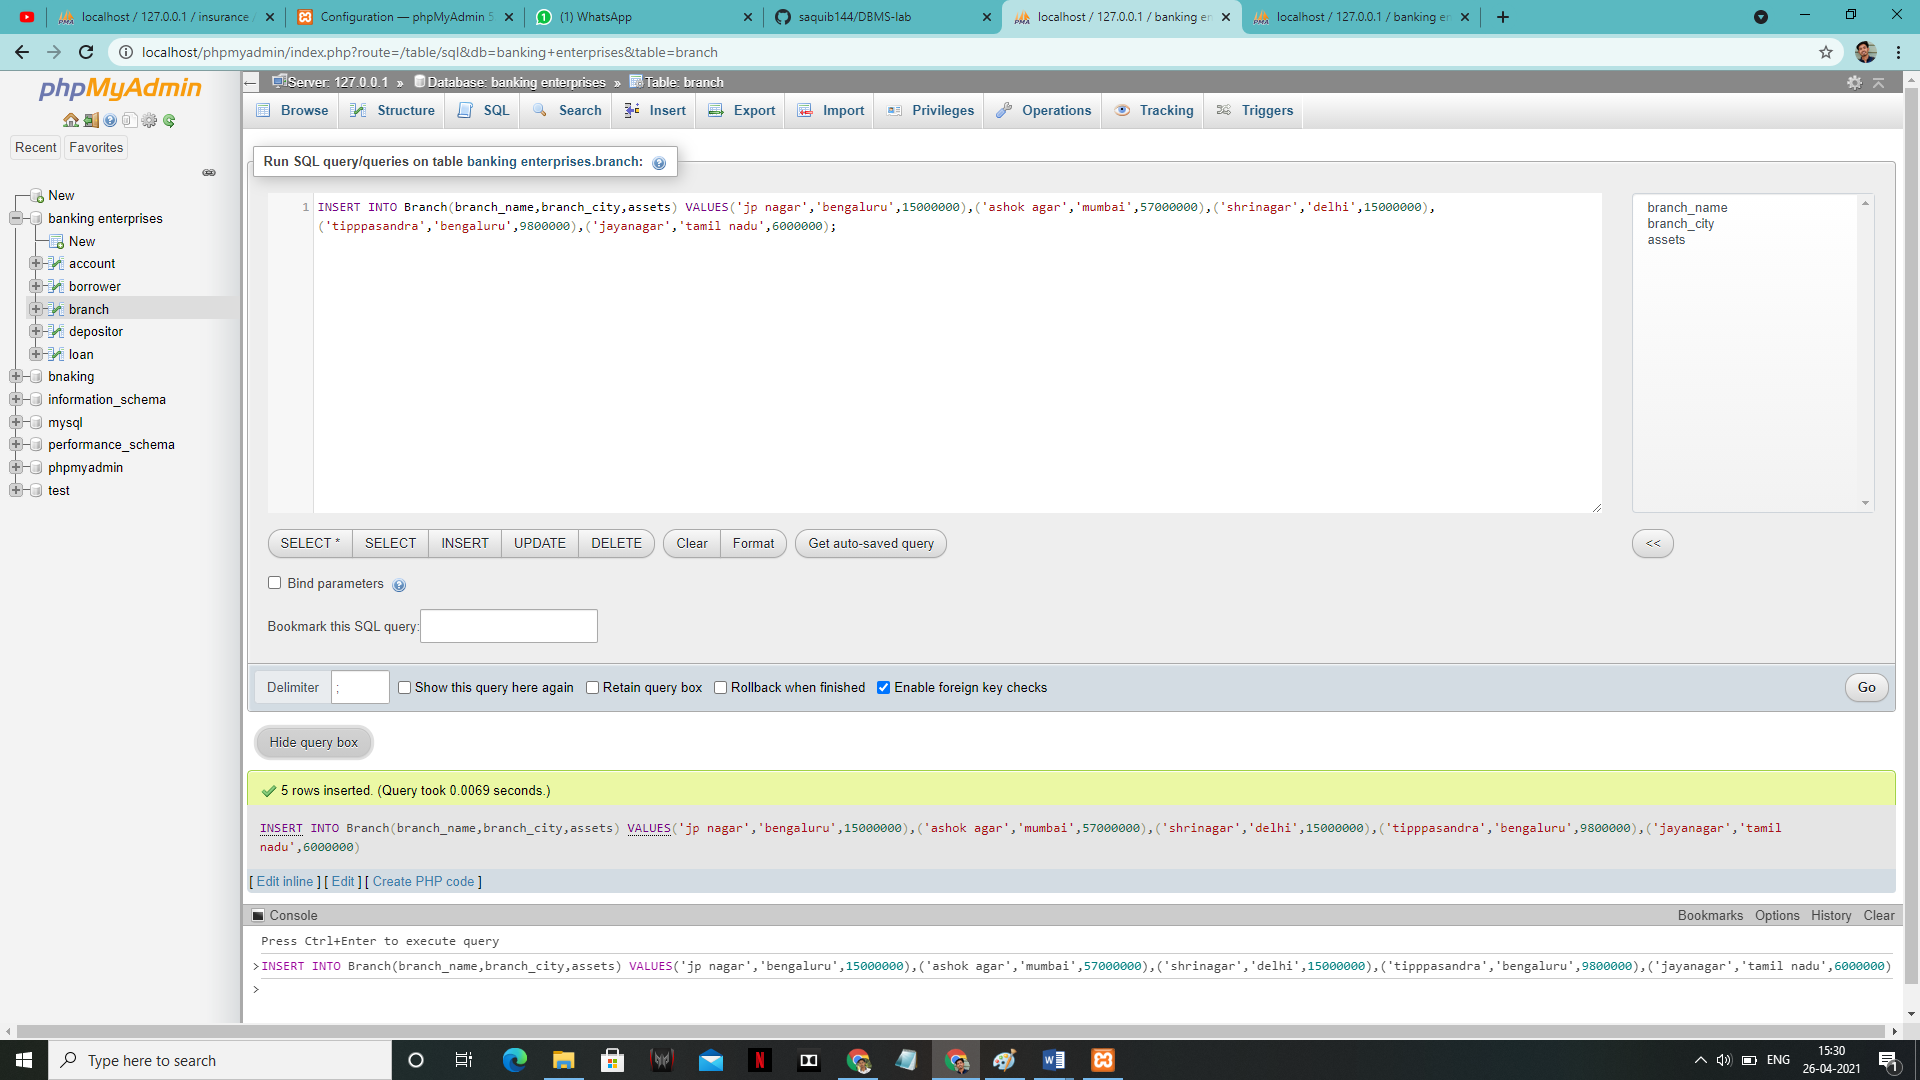 localhost / 127.0.0.1 / insurance
Configuration — phpMyAdmin 5
(1) WhatsApp
saquib144/DBMS-lab
localhost / 127.0.0.1 / banking en
localhost / 127.0.0.1 / banking en
localhost/phpmyadmin/index.php?route=/table/sql&db=banking+enterprises&table=branch
phpMyAdmin
Recent
Favorites
New
banking enterprises
New
account
borrower
branch
depositor
loan
bnaking
information_schema
mysql
performance_schema
phpmyadmin
test
Server: 127.0.0.1 » Database: banking enterprises » Table: branch
Browse
Structure
SQL
Search
Insert
Export
Import
Privileges
Operations
Tracking
Triggers
Run SQL query/queries on table banking enterprises.branch:
1 INSERT INTO Branch(branch_name,branch_city,assets) VALUES('jp nagar','bengaluru',15000000),('ashok agar','mumbai',57000000),('shrinagar','delhi',15000000),
('tipppasandra','bengaluru',9800000),('jayanagar','tamil nadu',6000000);
branch_name
branch_city
assets
SELECT *
SELECT
INSERT
UPDATE
DELETE
Clear
Format
Get auto-saved query
<<
Bind parameters
Bookmark this SQL query:
Delimiter ;
Show this query here again
Retain query box
Rollback when finished
Enable foreign key checks
Go
Hide query box
5 rows inserted. (Query took 0.0069 seconds.)
INSERT INTO Branch(branch_name,branch_city,assets) VALUES('jp nagar','bengaluru',15000000),('ashok agar','mumbai',57000000),('shrinagar','delhi',15000000),('tipppasandra','bengaluru',9800000),('jayanagar','tamil
nadu',6000000)
[ Edit inline ] [ Edit ] [ Create PHP code ]
Console
Bookmarks Options History Clear
Press Ctrl+Enter to execute query
>INSERT INTO Branch(branch_name,branch_city,assets) VALUES('jp nagar','bengaluru',15000000),('ashok agar','mumbai',57000000),('shrinagar','delhi',15000000),('tipppasandra','bengaluru',9800000),('jayanagar','tamil nadu',6000000)
>
Type here to search
ENG
15:30
26-04-2021
1